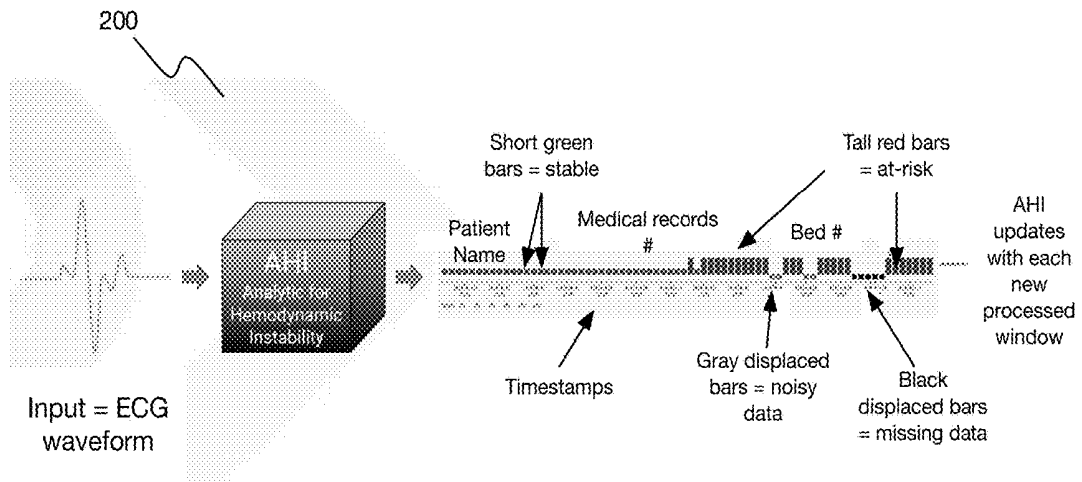 200
Short green
bars = stable
Tall red bars
= at-risk
Patient
Name
Medical records
#
Bed #
AHI
updates
with each
new
processed
window
AHI
Analytic for
Hemodynamic
Instability
Input = ECG
waveform
Timestamps
Gray displaced
bars = noisy
data
Black
displaced bars
= missing data